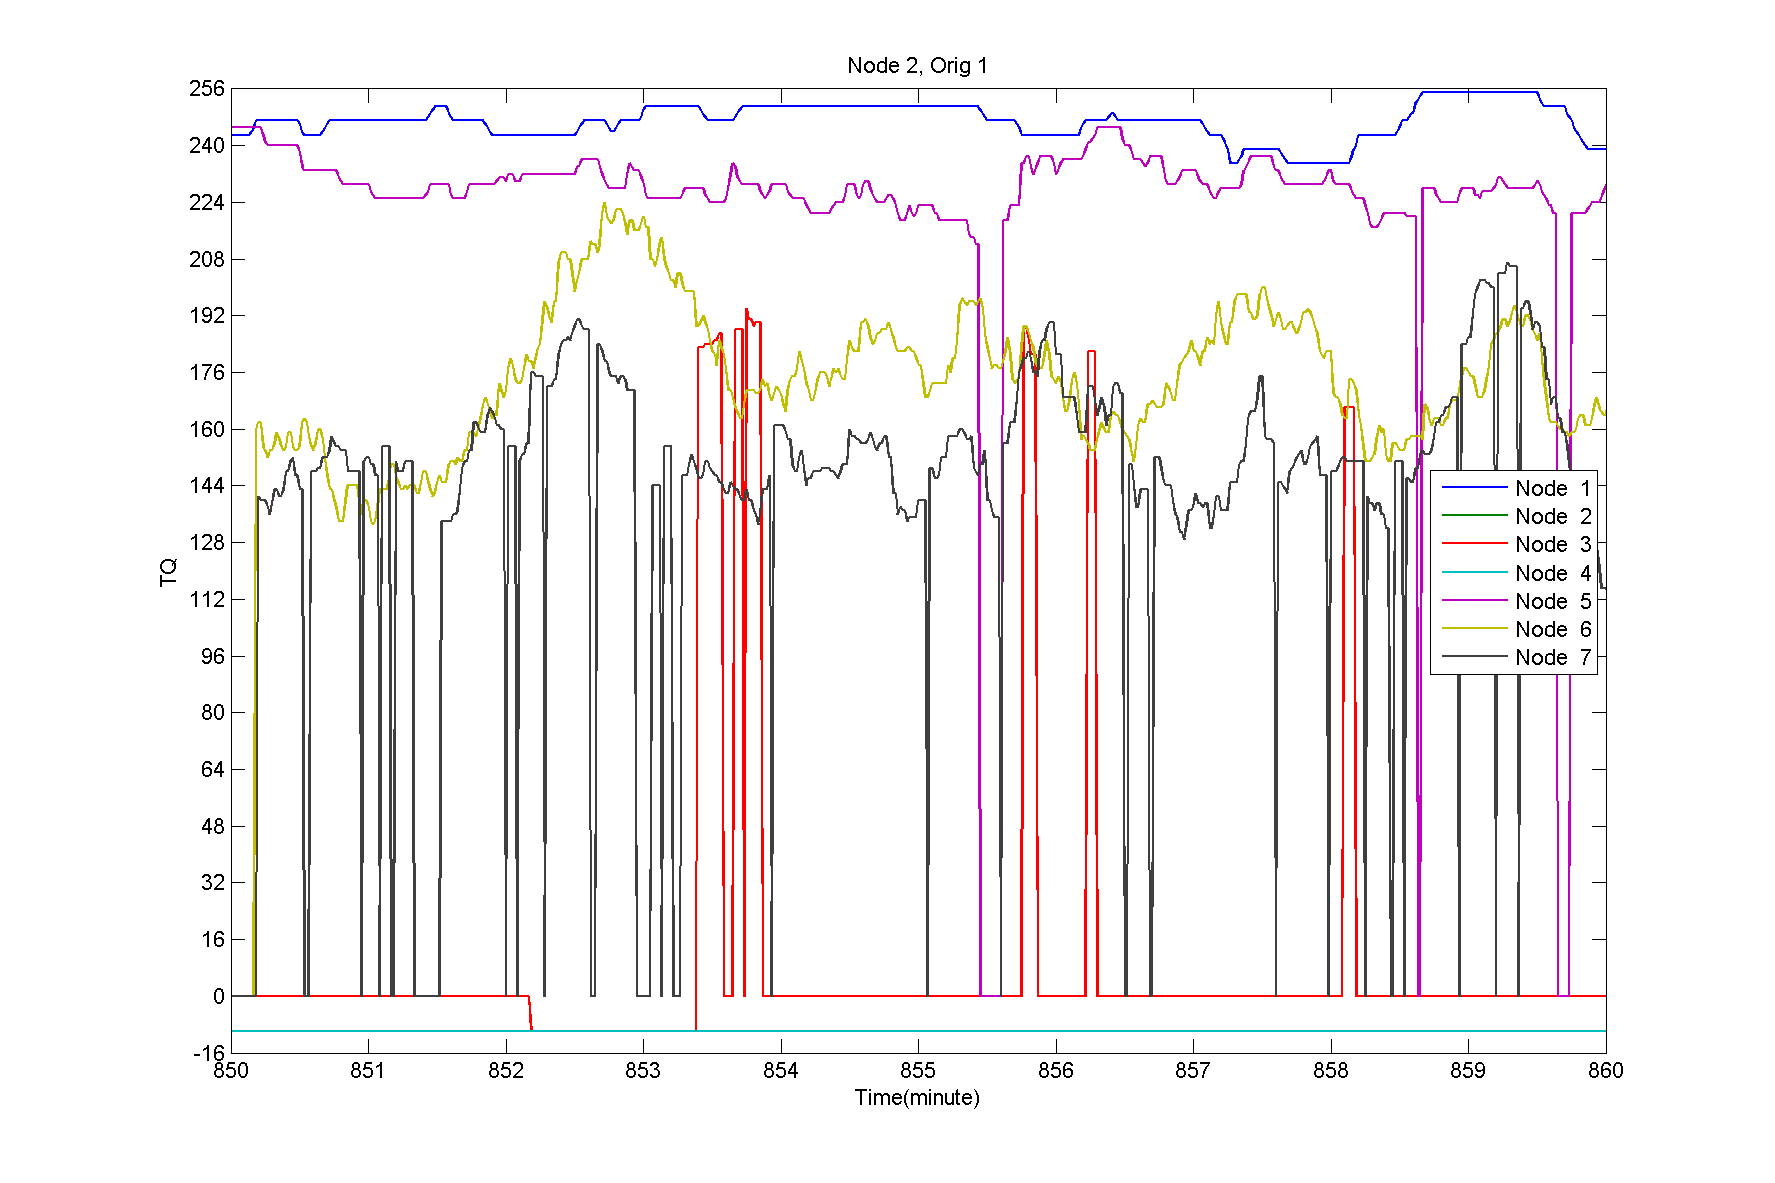 Node 2, Orig 1
256
240
224
208
192
176
160
144
128
112
96
80
64
48
32
16
0
-16
TQ
Node 1
Node 2
Node 3
Node 4
Node 5
Node 6
Node 7
850 851 852 853 854 855 856 857 858 859 860
Time(minute)